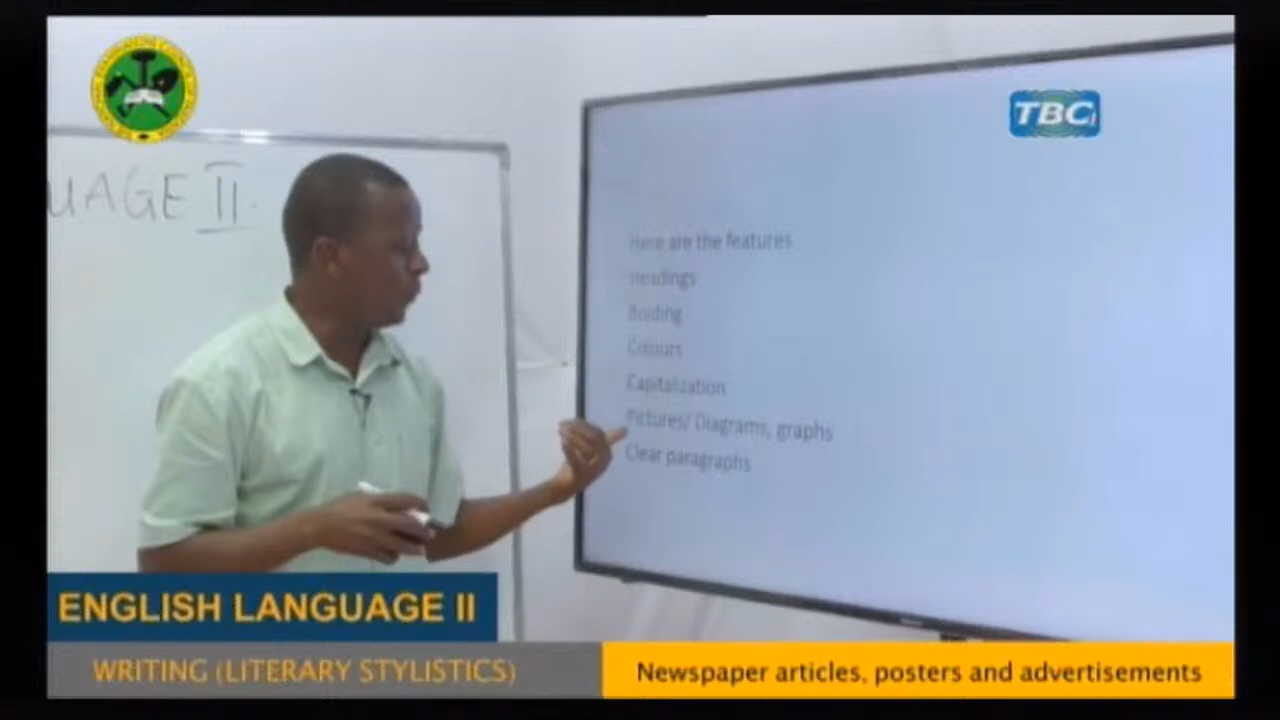 TBC1
UAGE II.
Here are the features
Headings
Bolding
Colours
Capitalization
Pictures/ Diagrams, graphs
Clear paragraphs
ENGLISH LANGUAGE II
WRITING (LITERARY STYLISTICS)
Newspaper articles, posters and advertisements